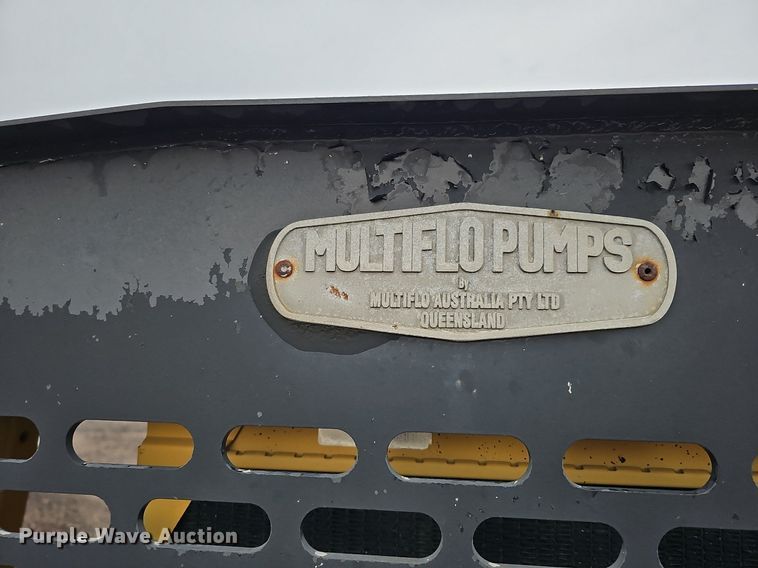 MULTIFLO PUMPS
by
MULTIFLO AUSTRALIA PTY LTD
QUEENSLAND
Purple Wave Auction